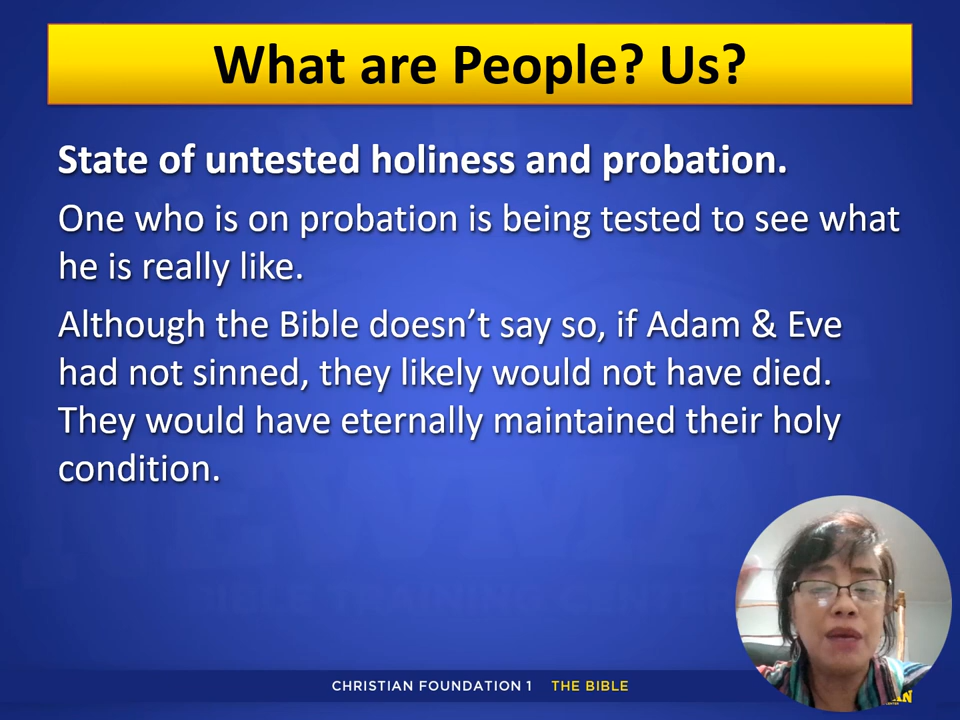 What are People? Us?
State of untested holiness and probation.
One who is on probation is being tested to see what
he is really like.
Although the Bible doesn’t say so, if Adam & Eve
had not sinned, they likely would not have died.
They would have eternally maintained their holy
condition.
CHRISTIAN FOUNDATION 1 THE BIBLE